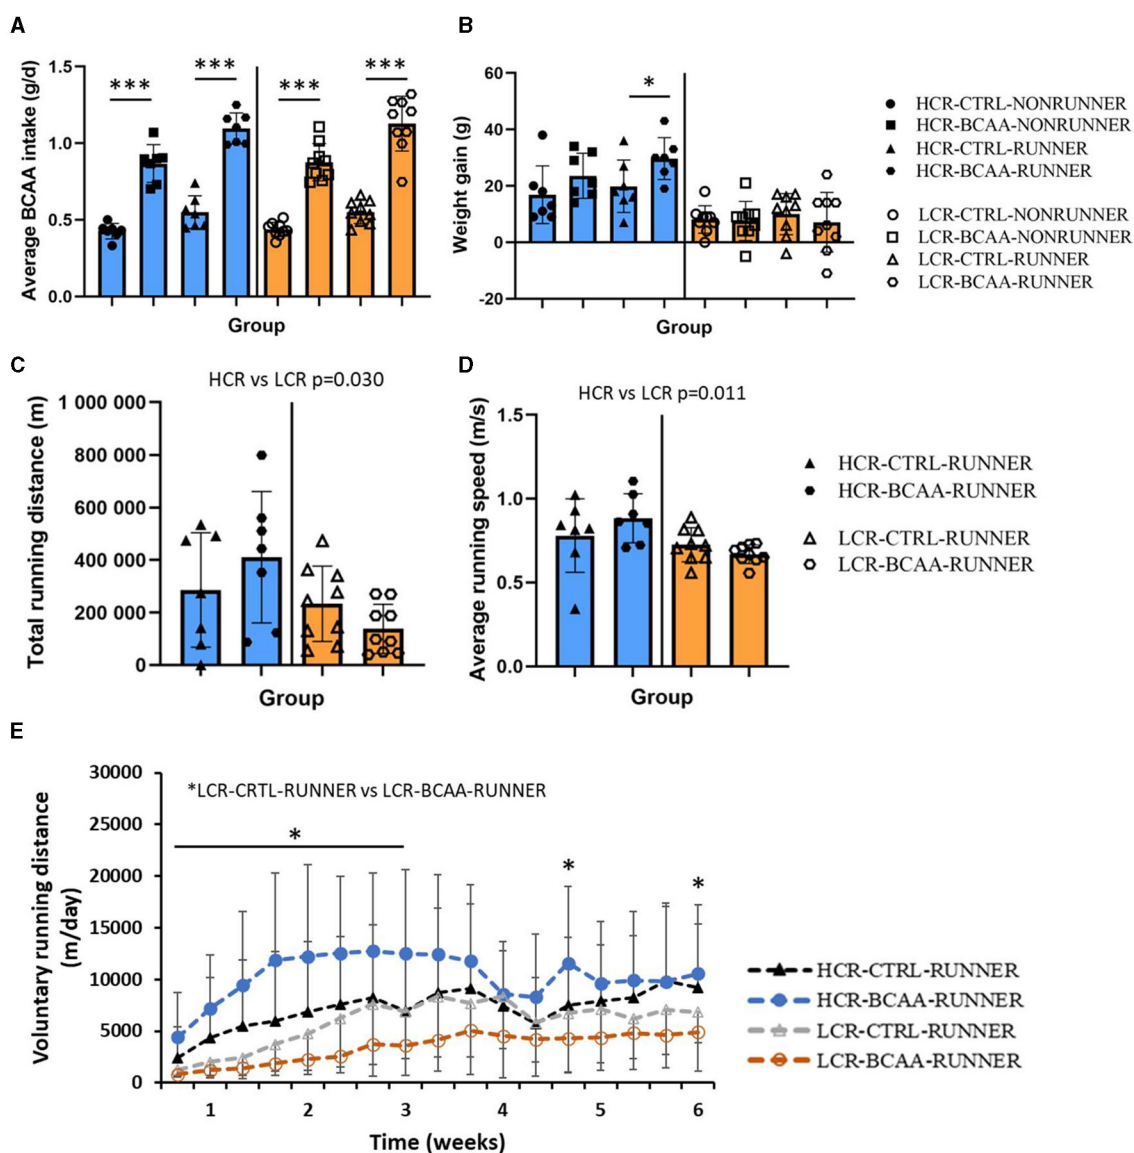 A
Average BCAA intake (g/d)
1.5
1.0
0.5
0.0
***
***
***
***
Group
B
Weight gain (g)
60
40
20
0
-20
*
Group
HCR-CTRL-NONRUNNER
HCR-BCAA-NONRUNNER
HCR-CTRL-RUNNER
HCR-BCAA-RUNNER
LCR-CTRL-NONRUNNER
LCR-BCAA-NONRUNNER
LCR-CTRL-RUNNER
LCR-BCAA-RUNNER
C
HCR vs LCR p=0.030
Total running distance (m)
1 000 000
800 000
600 000
400 000
200 000
0
Group
D
HCR vs LCR p=0.011
Average running speed (m/s)
1.5
1.0
0.5
0.0
Group
HCR-CTRL-RUNNER
HCR-BCAA-RUNNER
LCR-CTRL-RUNNER
LCR-BCAA-RUNNER
E
Voluntary running distance
(m/day)
30000
25000
20000
15000
10000
5000
0
*LCR-CRTL-RUNNER vs LCR-BCAA-RUNNER
*
*
*
1 2 3 4 5 6
Time (weeks)
HCR-CTRL-RUNNER
HCR-BCAA-RUNNER
LCR-CTRL-RUNNER
LCR-BCAA-RUNNER